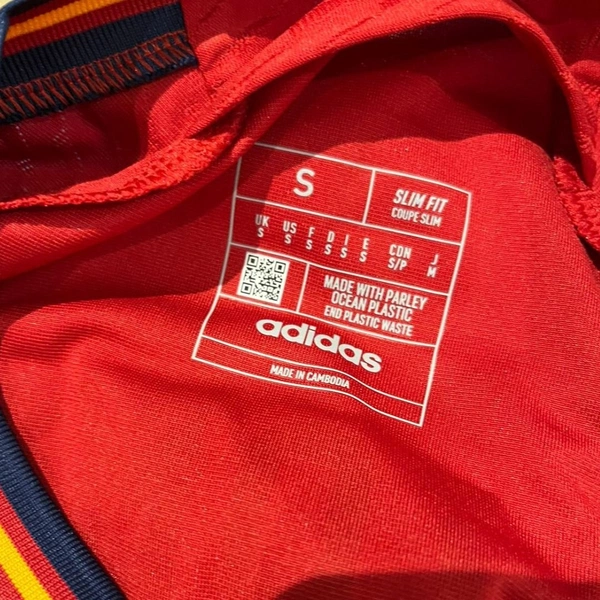 S
SLIM FIT
COUPE SLIM
UK US F D I E CDN J
S S S S S S S/P M
MADE WITH PARLEY
OCEAN PLASTIC
END PLASTIC WASTE
adidas
MADE IN CAMBODIA